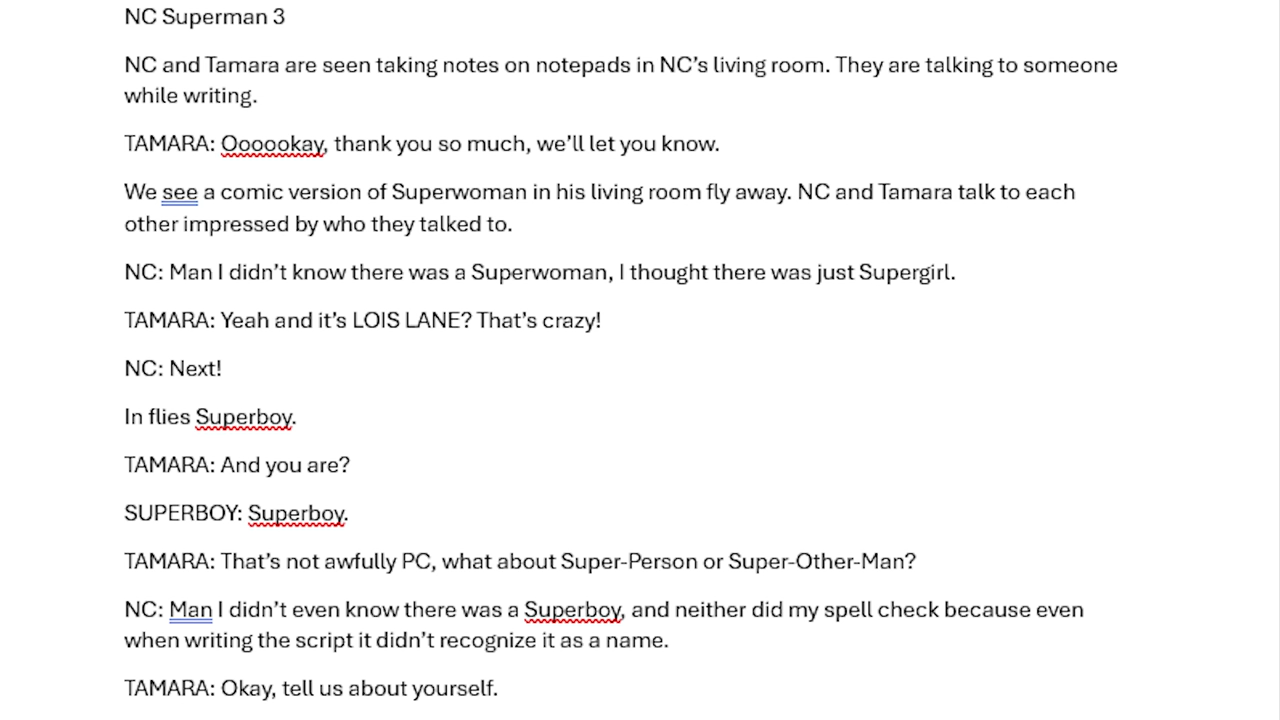 NC Superman 3
NC and Tamara are seen taking notes on notepads in NC’s living room. They are talking to someone
while writing.
TAMARA: Oooookay, thank you so much, we’ll let you know.
We see a comic version of Superwoman in his living room fly away. NC and Tamara talk to each
other impressed by who they talked to.
NC: Man I didn’t know there was a Superwoman, I thought there was just Supergirl.
TAMARA: Yeah and it’s LOIS LANE? That’s crazy!
NC: Next!
In flies Superboy.
TAMARA: And you are?
SUPERBOY: Superboy.
TAMARA: That’s not awfully PC, what about Super-Person or Super-Other-Man?
NC: Man I didn’t even know there was a Superboy, and neither did my spell check because even
when writing the script it didn’t recognize it as a name.
TAMARA: Okay, tell us about yourself.